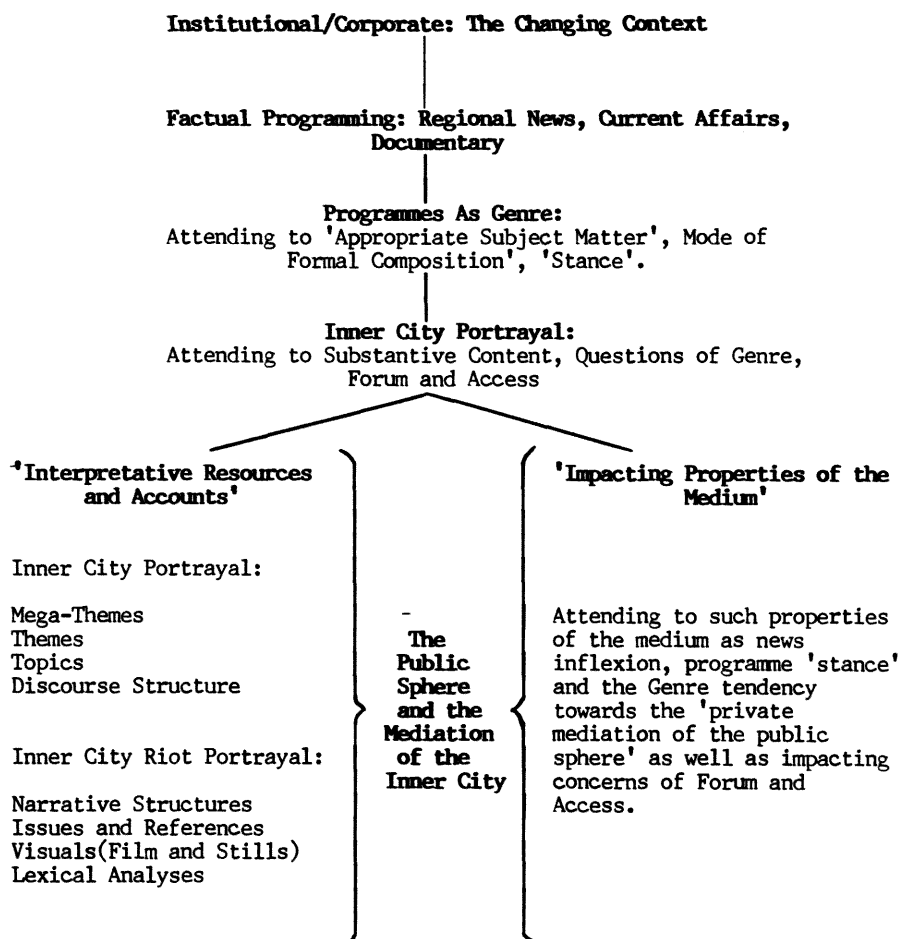 Institutional/Corporate: The Changing Context
Factual Programming: Regional News, Current Affairs,
Documentary
Programmes As Genre:
Attending to 'Appropriate Subject Matter', Mode of
Formal Composition', 'Stance'.
Inner City Portrayal:
Attending to Substantive Content, Questions of Genre,
Forum and Access
'Interpretative Resources
and Accounts'
Inner City Portrayal:
Mega-Themes
Themes
Topics
Discourse Structure
Inner City Riot Portrayal:
Narrative Structures
Issues and References
Visuals(Film and Stills)
Lexical Analyses
The
Public
Sphere
and the
Mediation
of the
Inner City
'Impacting Properties of the
Medium'
Attending to such properties
of the medium as news
inflexion, programme 'stance'
and the Genre tendency
towards the 'private
mediation of the public
sphere' as well as impacting
concerns of Forum and
Access.